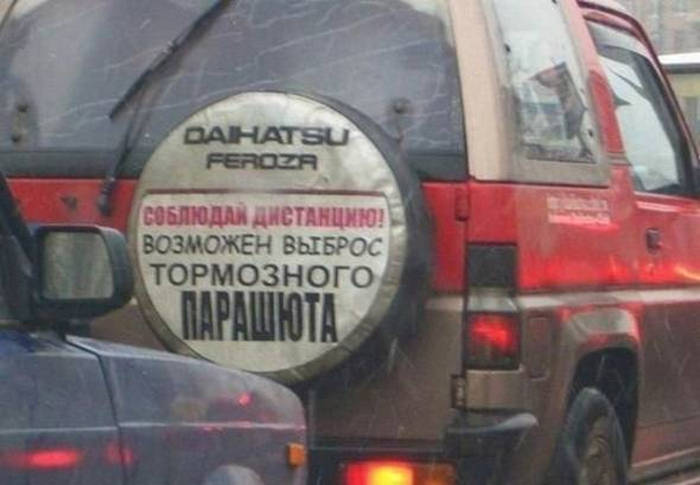 DAIHATSU
FEROZA
СОБЛЮДАЙ ДИСТАНЦИЮ!
ВОЗМОЖЕН ВЫБРОС
ТОРМОЗНОГО
ПАРАШЮТА